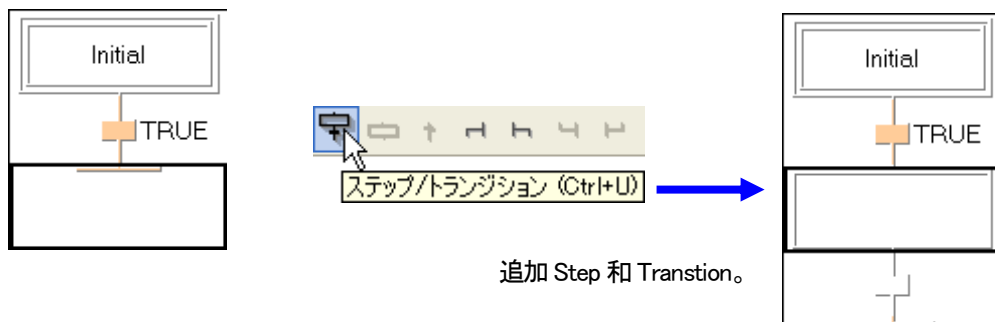 Initial
TRUE
ステップ/トランジション (Ctrl+U)
追加 Step 和 Transtion。
Initial
TRUE